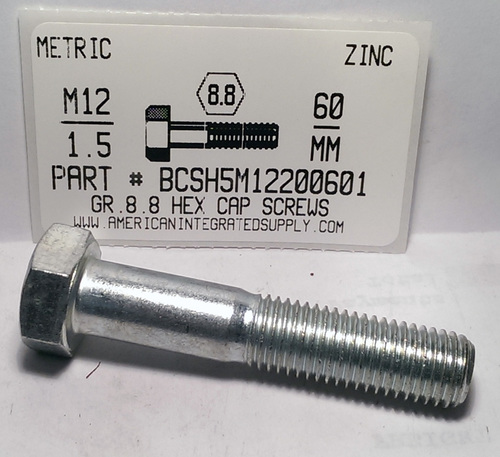 METRIC
ZINC
8.8
M12
1.5
60
MM
PART # BCSH5M12200601
GR.8.8 HEX CAP SCREWS
WWW.AMERICANINTEGRATEDSUPPLY.COM